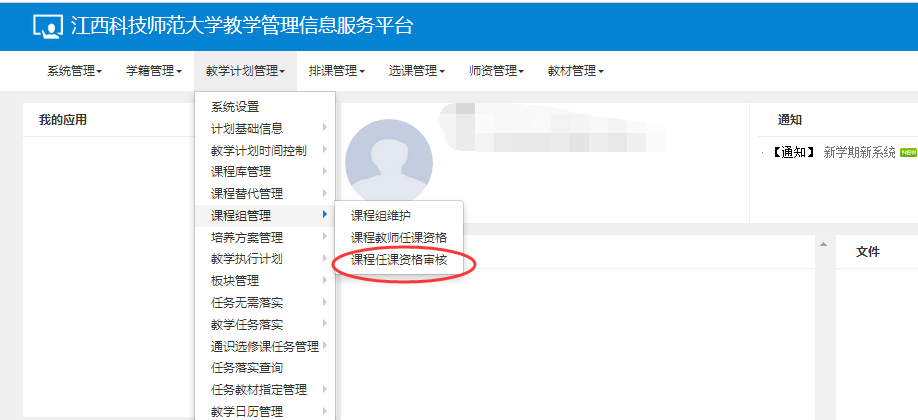 江西科技师范大学教学管理信息服务平台
系统管理 学籍管理 教学计划管理 排课管理 选课管理 师资管理 教材管理
我的应用
系统设置
计划基础信息
教学计划时间控制
课程库管理
课程替代管理
课程组管理
培养方案管理
教学执行计划
板块管理
任务无需落实
教学任务落实
通识选修课任务管理
任务落实查询
任务教材指定管理
教学日历管理
课程组维护
课程教师任课资格
课程任课资格审核
通知
·【通知】 新学期新系统 NEW
文件